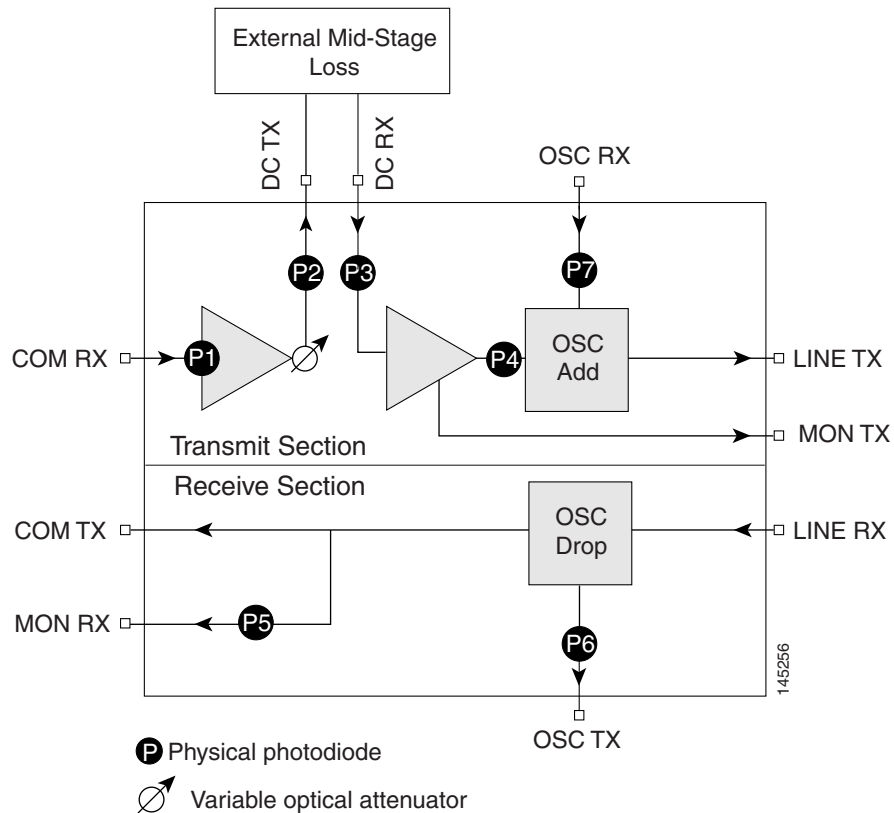 External Mid-Stage
Loss
DC TX
DC RX
OSC RX
P2
P3
P7
COM RX
P1
P4
OSC
Add
LINE TX
MON TX
Transmit Section
Receive Section
COM TX
OSC
Drop
LINE RX
MON RX
P5
P6
145256
OSC TX
P Physical photodiode
Variable optical attenuator